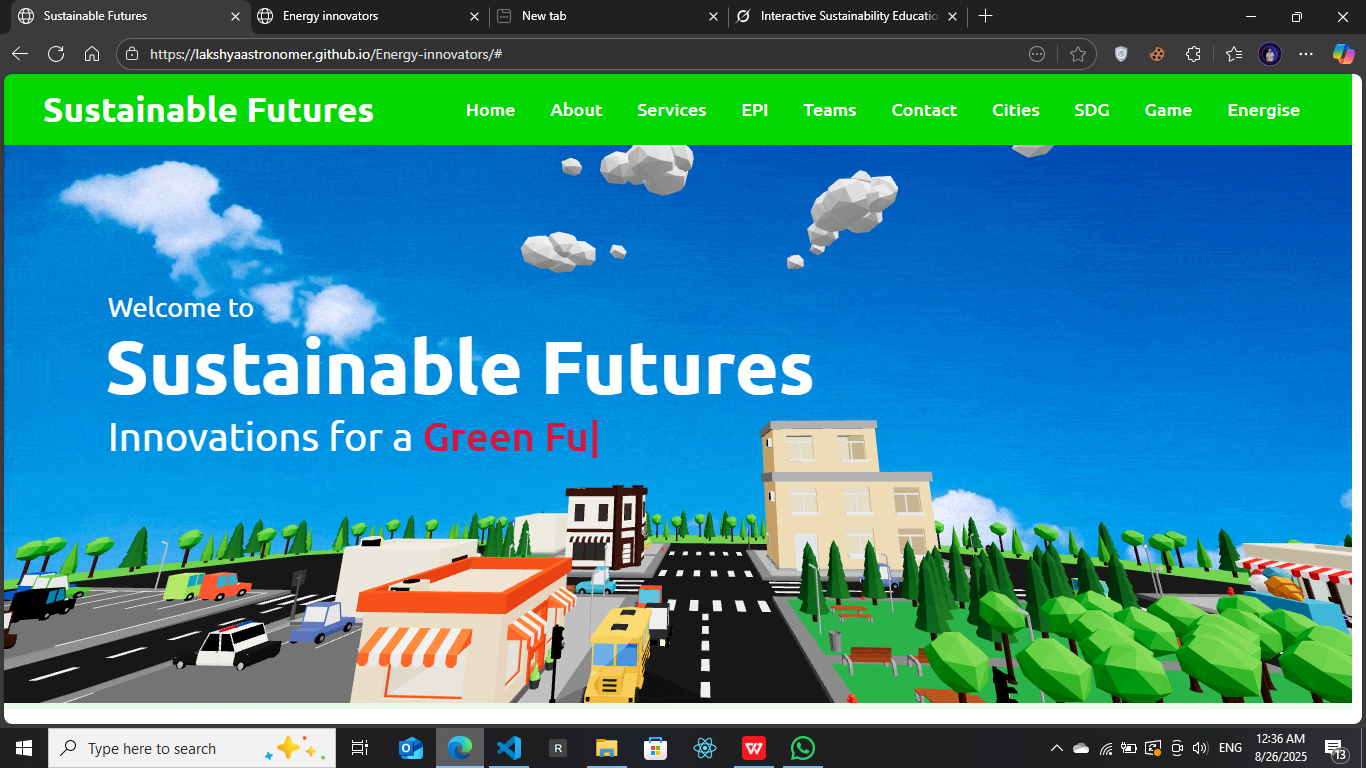 Sustainable Futures
Energy innovators
New tab
Interactive Sustainability Educatio
https://lakshyaastronomer.github.io/Energy-innovators/#
Sustainable Futures
Home
About
Services
EPI
Teams
Contact
Cities
SDG
Game
Energise
Welcome to
Sustainable Futures
Innovations for a Green Fu|
Type here to search
R
ENG
12:36 AM
8/26/2025
13